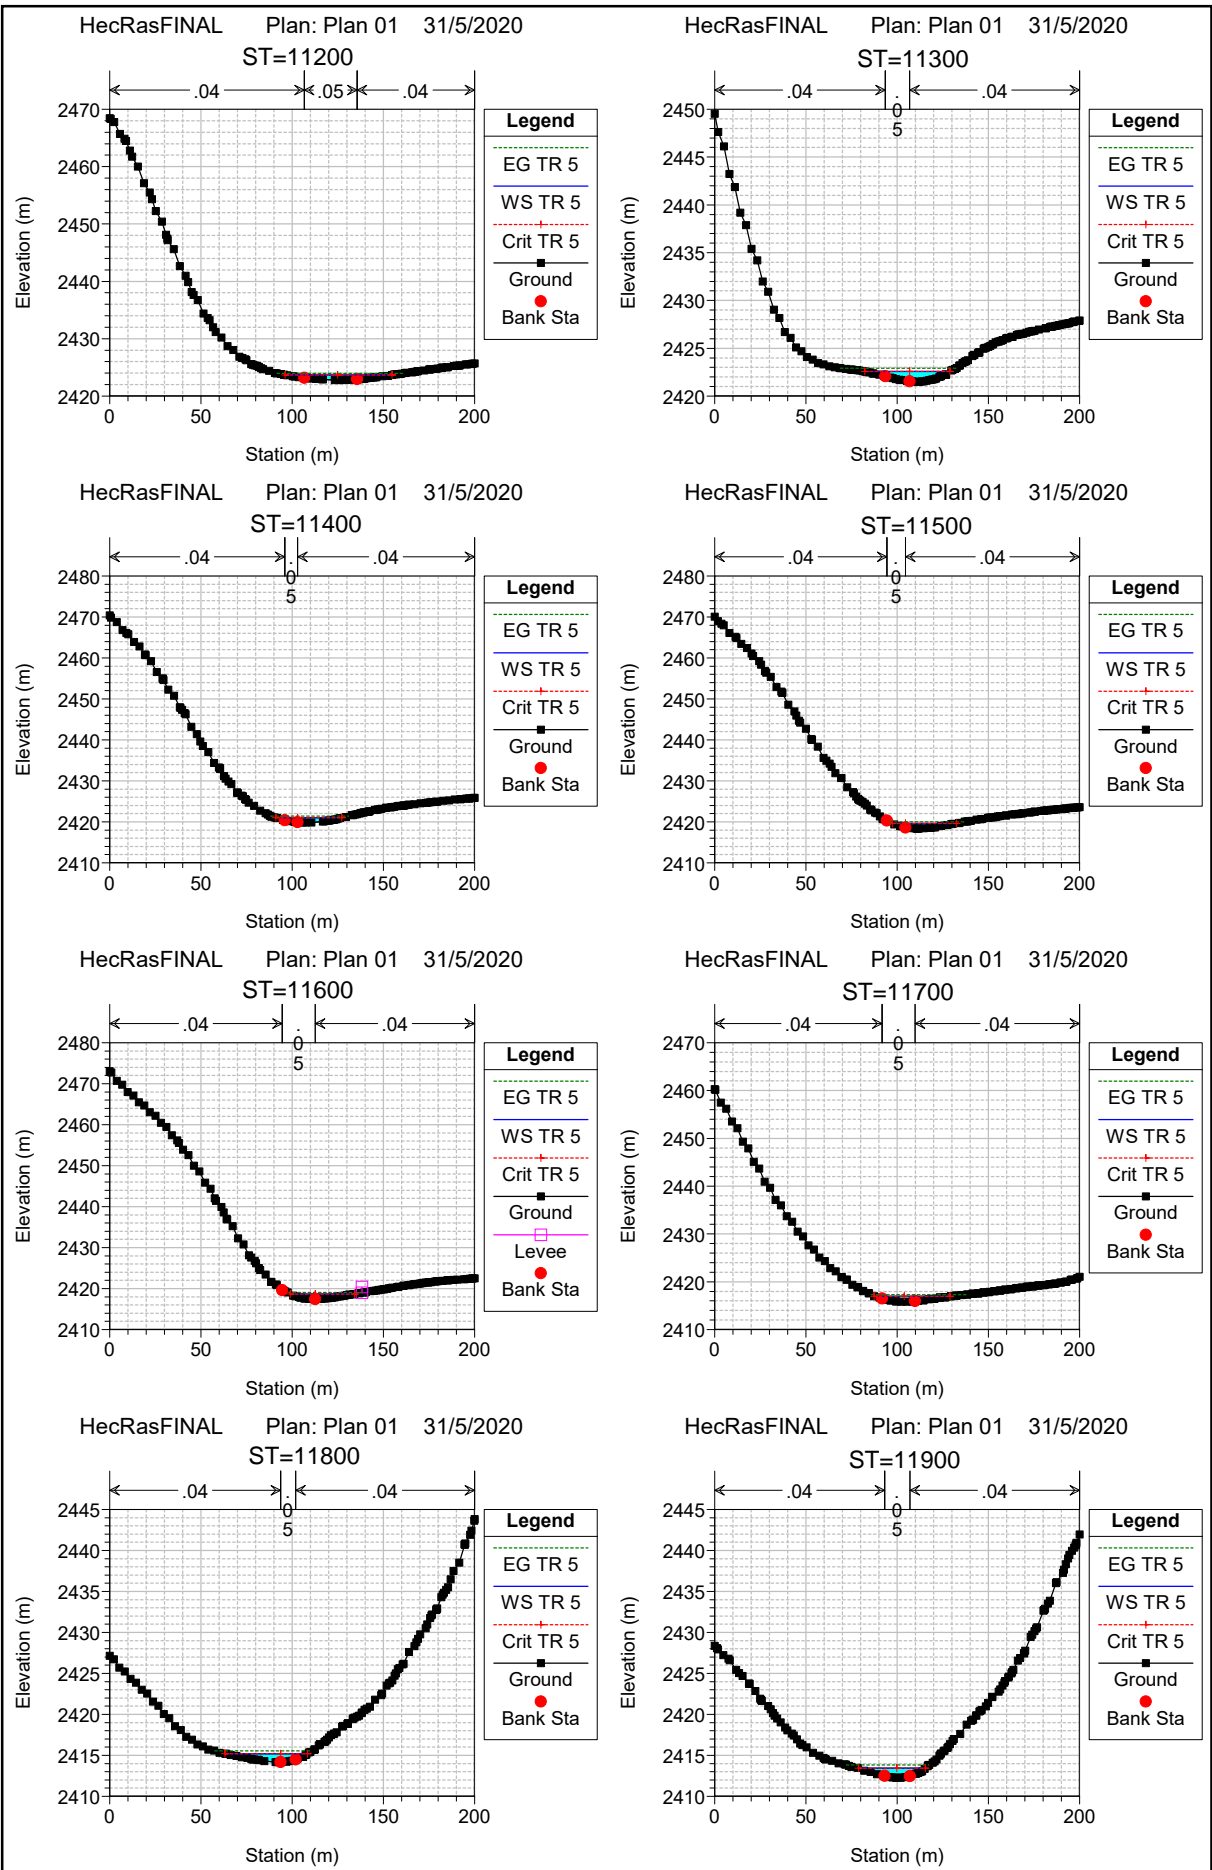 HecRasFINAL Plan: Plan 01 31/5/2020
ST=11200
.04 .05 .04
2470
2460
2450
2440
2430
2420
Elevation (m)
0 50 100 150 200
Station (m)
Legend
EG TR 5
WS TR 5
Crit TR 5
Ground
Bank Sta
HecRasFINAL Plan: Plan 01 31/5/2020
ST=11300
.04 .05 .04
2450
2445
2440
2435
2430
2425
2420
Elevation (m)
0 50 100 150 200
Station (m)
Legend
EG TR 5
WS TR 5
Crit TR 5
Ground
Bank Sta
HecRasFINAL Plan: Plan 01 31/5/2020
ST=11400
.04 .05 .04
2480
2470
2460
2450
2440
2430
2420
2410
Elevation (m)
0 50 100 150 200
Station (m)
Legend
EG TR 5
WS TR 5
Crit TR 5
Ground
Bank Sta
HecRasFINAL Plan: Plan 01 31/5/2020
ST=11500
.04 .05 .04
2480
2470
2460
2450
2440
2430
2420
2410
Elevation (m)
0 50 100 150 200
Station (m)
Legend
EG TR 5
WS TR 5
Crit TR 5
Ground
Bank Sta
HecRasFINAL Plan: Plan 01 31/5/2020
ST=11600
.04 .05 .04
2480
2470
2460
2450
2440
2430
2420
2410
Elevation (m)
0 50 100 150 200
Station (m)
Legend
EG TR 5
WS TR 5
Crit TR 5
Ground
Levee
Bank Sta
HecRasFINAL Plan: Plan 01 31/5/2020
ST=11700
.04 .05 .04
2470
2460
2450
2440
2430
2420
2410
Elevation (m)
0 50 100 150 200
Station (m)
Legend
EG TR 5
WS TR 5
Crit TR 5
Ground
Bank Sta
HecRasFINAL Plan: Plan 01 31/5/2020
ST=11800
.04 .05 .04
2445
2440
2435
2430
2425
2420
2415
2410
Elevation (m)
0 50 100 150 200
Station (m)
Legend
EG TR 5
WS TR 5
Crit TR 5
Ground
Bank Sta
HecRasFINAL Plan: Plan 01 31/5/2020
ST=11900
.04 .05 .04
2445
2440
2435
2430
2425
2420
2415
2410
Elevation (m)
0 50 100 150 200
Station (m)
Legend
EG TR 5
WS TR 5
Crit TR 5
Ground
Bank Sta